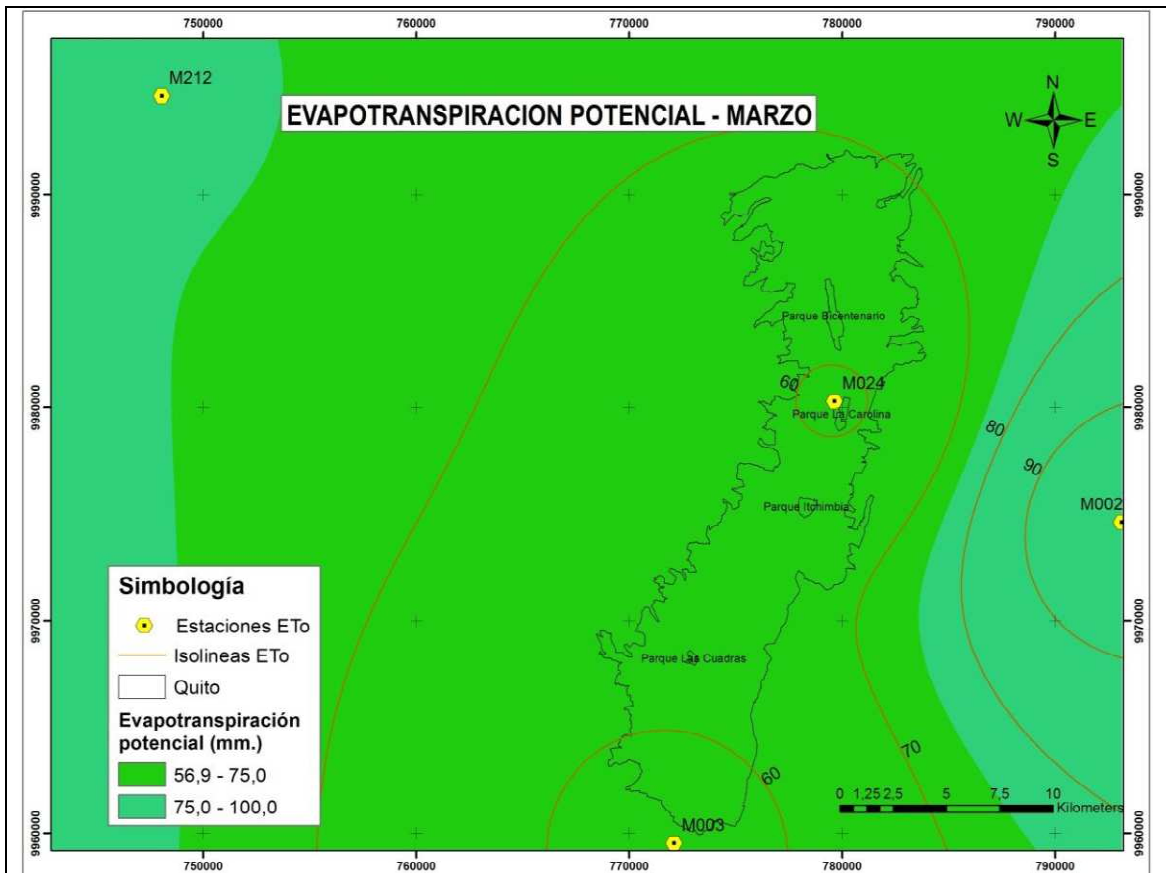 750000 760000 770000 780000 790000
M212
EVAPOTRANSPIRACION POTENCIAL - MARZO
N
W E
S
9990000 9990000
Parque Bicentenario
60
M024
9980000 9980000
Parque La Carolina
80
90
Parque Itchimbia
M002
Simbología
Estaciones ETo
Isolineas ETo
Quito
Evapotranspiración
potencial (mm.)
56,9 - 75,0
75,0 - 100,0
9970000 9970000
Parque Las Cuadras
70
60
0 1,25 2,5 5 7,5 10
Kilometers
M003
9960000 9960000
750000 760000 770000 780000 790000